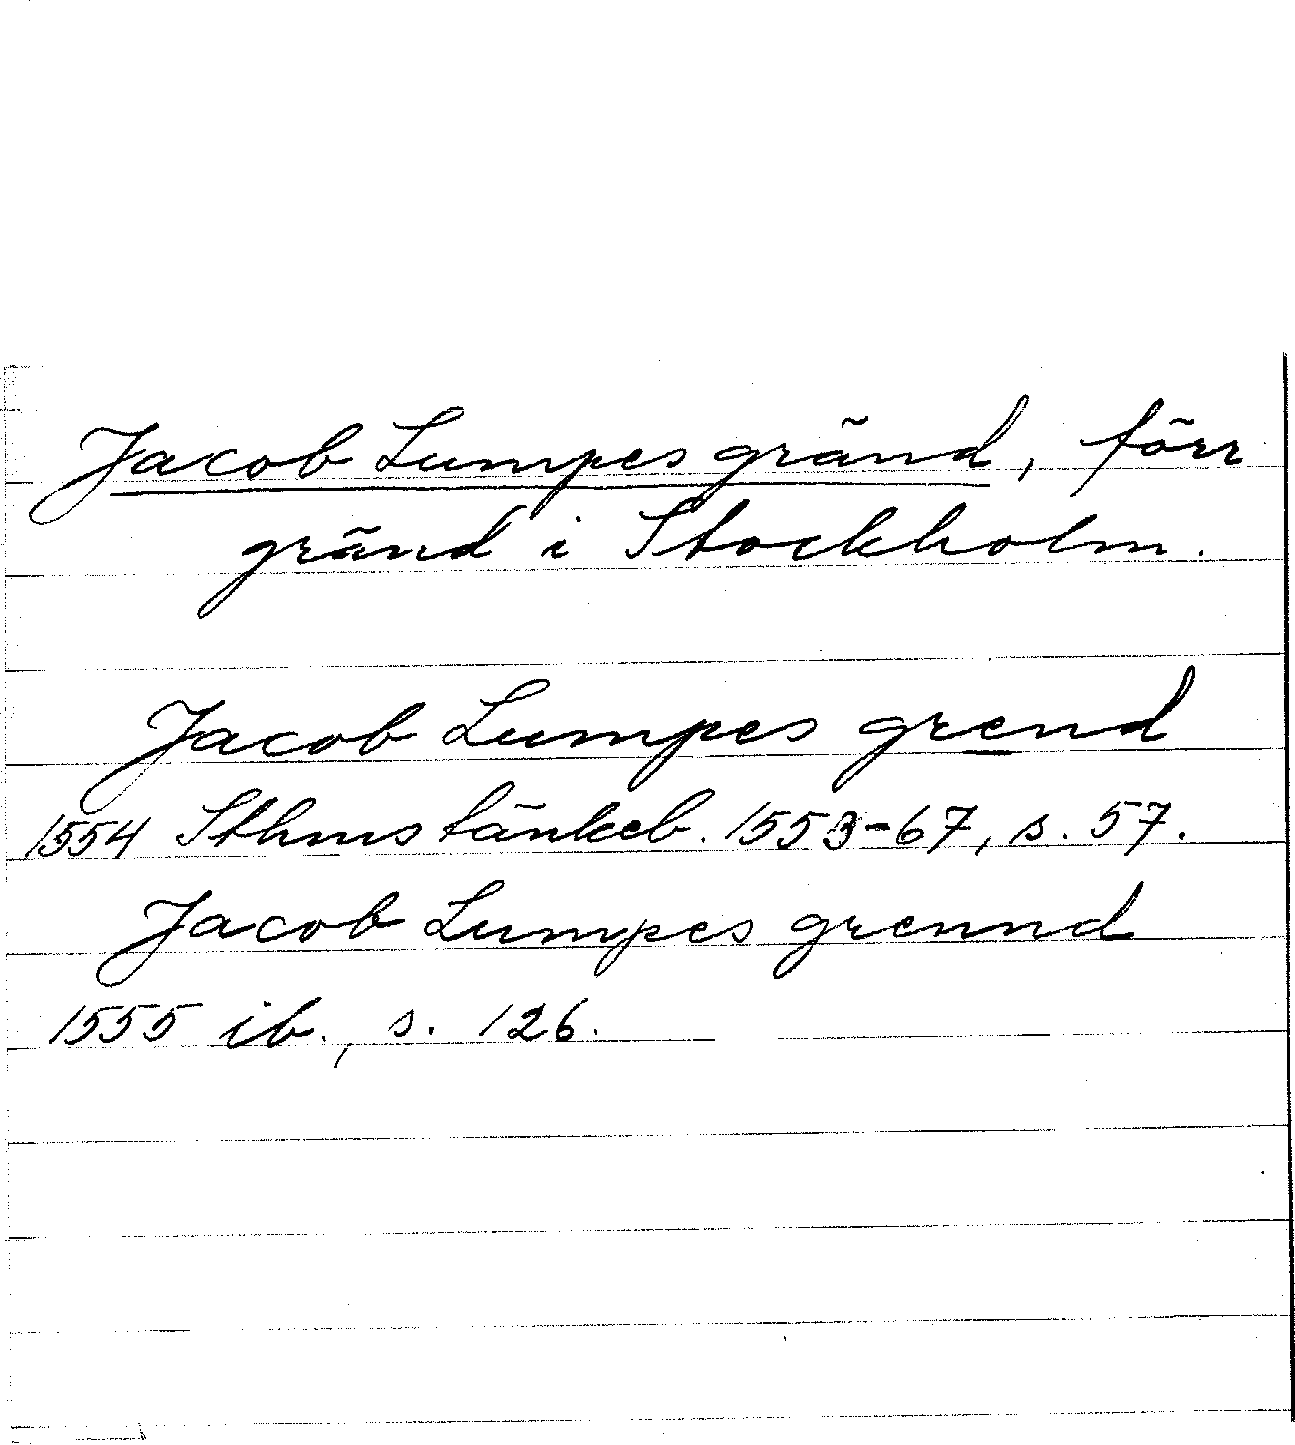 Jacob Lumpes gränd, förr
gränd i Stockholm.
Jacob Lumpes grend
1554 Sthms tänkeb. 1553-67, s. 57.
Jacob Lumpes grennd
1555 ib., s. 126.